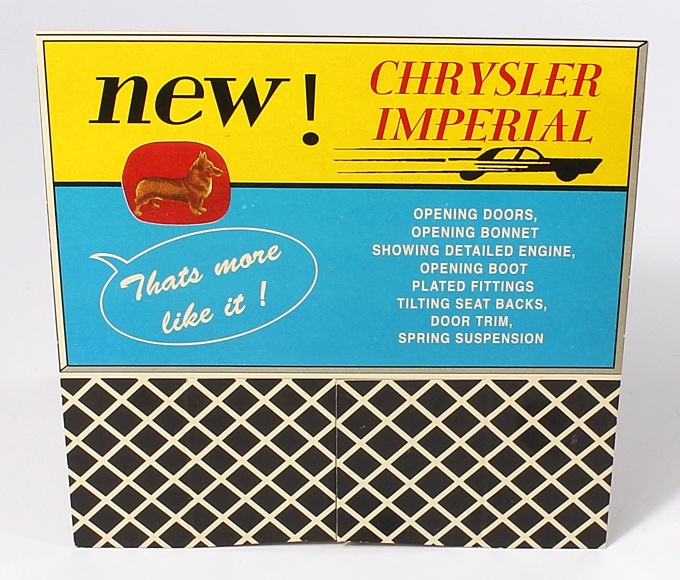 new!
CHRYSLER
IMPERIAL
Thats more
like it !
OPENING DOORS,
OPENING BONNET
SHOWING DETAILED ENGINE,
OPENING BOOT
PLATED FITTINGS
TILTING SEAT BACKS,
DOOR TRIM,
SPRING SUSPENSION